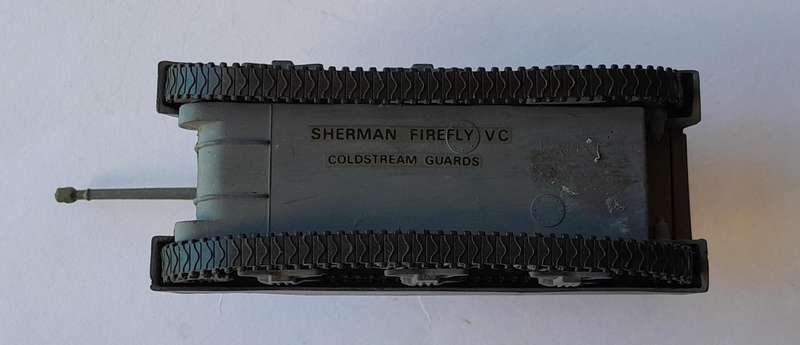 SHERMAN FIREFLY VC
COLDSTREAM GUARDS